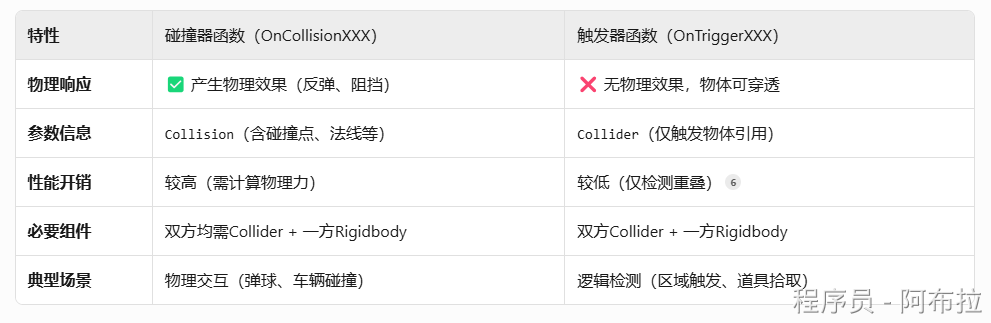 特性 碰撞器函数（OnCollisionXXX） 触发器函数（OnTriggerXXX）
物理响应 ✅ 产生物理效果（反弹、阻挡） ❌ 无物理效果，物体可穿透
参数信息 Collision（含碰撞点、法线等） Collider（仅触发物体引用）
性能开销 较高（需计算物理力） 较低（仅检测重叠） 6
必要组件 双方均需Collider + 一方Rigidbody 双方Collider + 一方Rigidbody
典型场景 物理交互（弹球、车辆碰撞） 逻辑检测（区域触发、道具拾取）
程序员 - 阿布拉